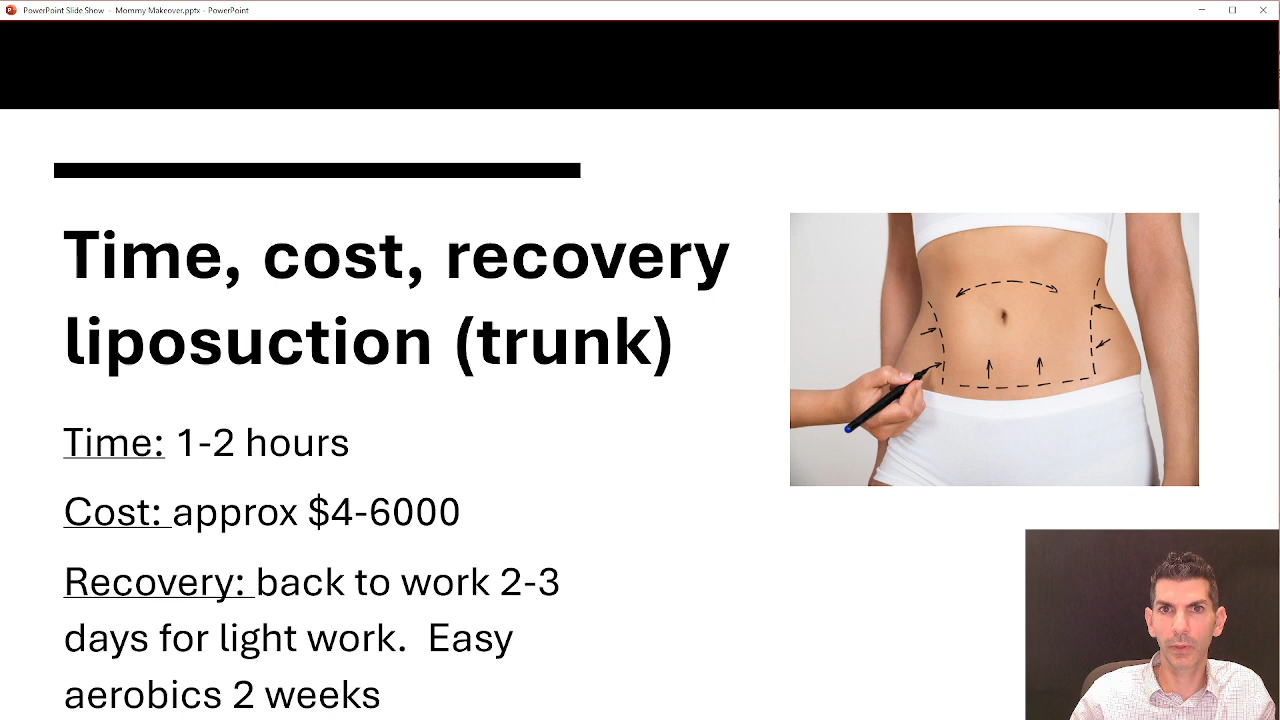 PowerPoint Slide Show - Mommy Makeover.pptx - PowerPoint
Time, cost, recovery
liposuction (trunk)
Time: 1-2 hours
Cost: approx $4-6000
Recovery: back to work 2-3
days for light work.  Easy
aerobics 2 weeks